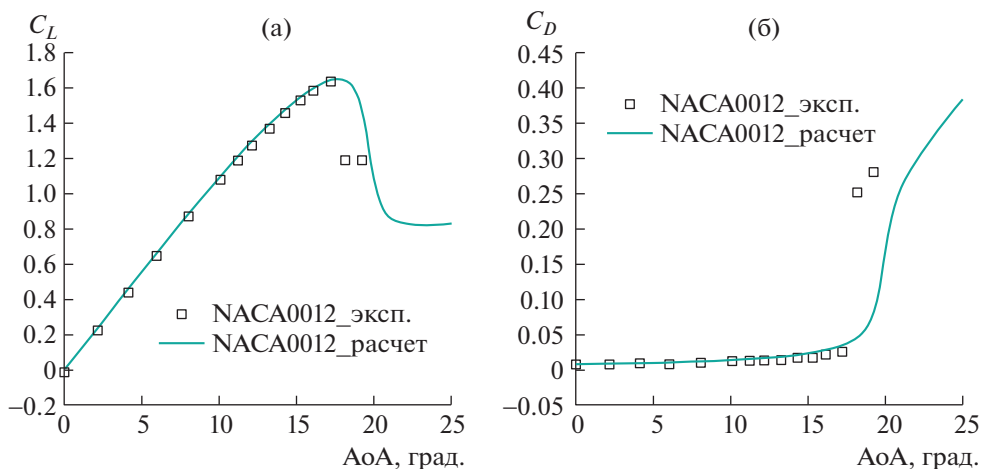 C_L
(а)
1.8
1.6
1.4
1.2
1.0
0.8
0.6
0.4
0.2
0
–0.2
NACA0012_эксп.
NACA0012_расчет
0 5 10 15 20 25
AoA, град.
C_D
(б)
0.45
0.40
0.35
0.30
0.25
0.20
0.15
0.10
0.05
0
–0.05
NACA0012_эксп.
NACA0012_расчет
0 5 10 15 20 25
AoA, град.